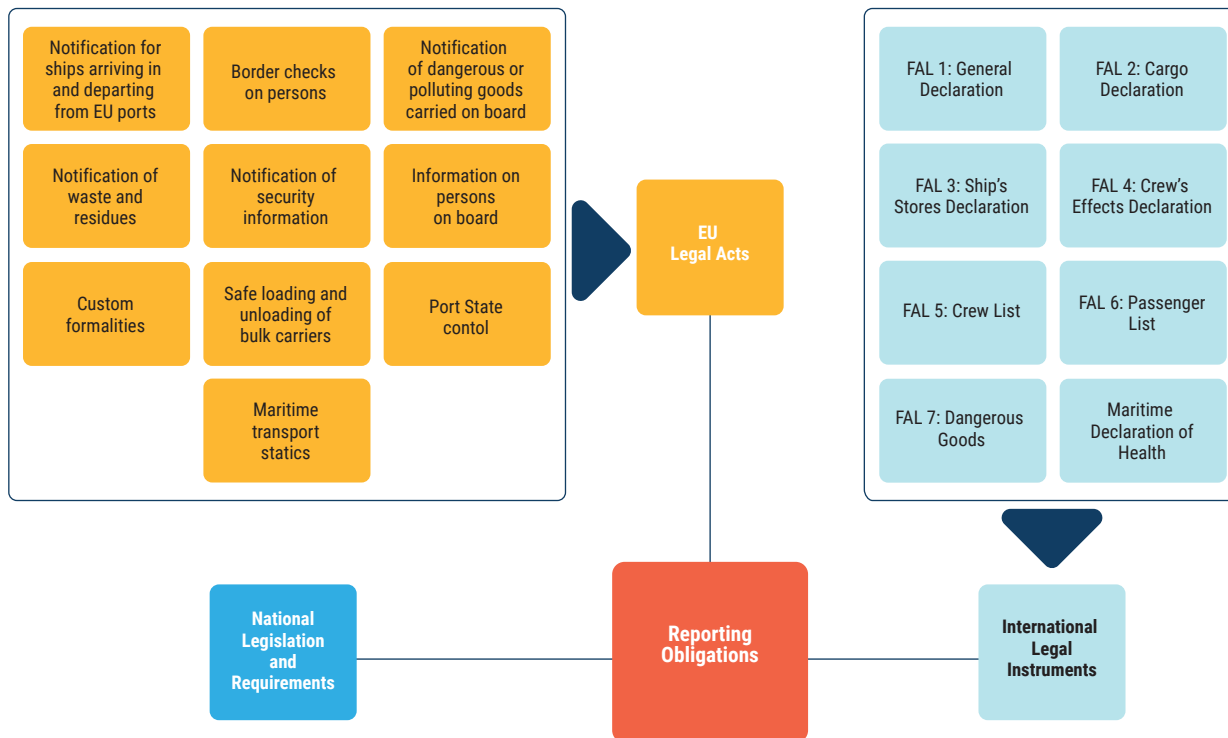 Notification for
ships arriving in
and departing
from EU ports
Border checks
on persons
Notification
of dangerous or
polluting goods
carried on board
Notification of
waste and
residues
Notification of
security
information
Information on
persons
on board
Custom
formalities
Safe loading and
unloading of
bulk carriers
Port State
contol
Maritime
transport
statics
EU
Legal Acts
FAL 1: General
Declaration
FAL 2: Cargo
Declaration
FAL 3: Ship's
Stores Declaration
FAL 4: Crew's
Effects Declaration
FAL 5: Crew List
FAL 6: Passenger
List
FAL 7: Dangerous
Goods
Maritime
Declaration of
Health
National
Legislation
and
Requirements
Reporting
Obligations
International
Legal
Instruments